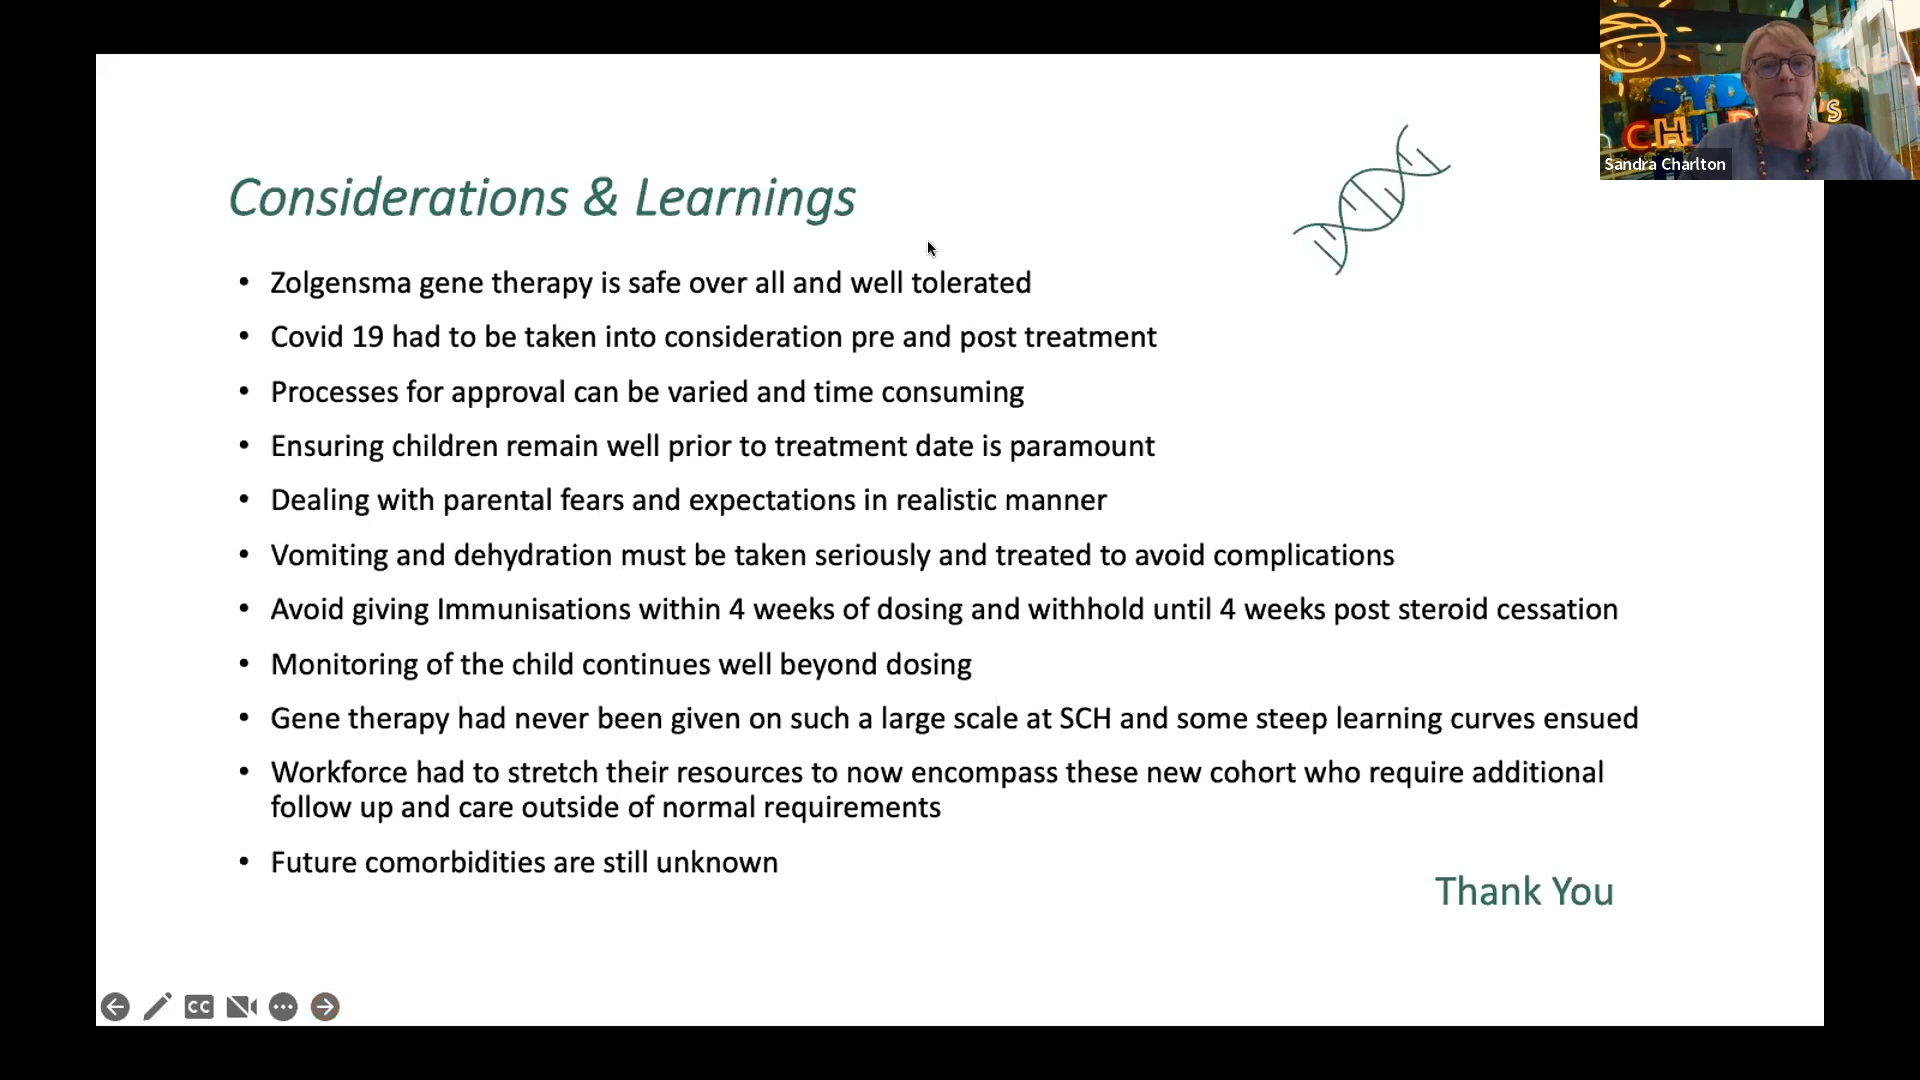 Considerations & Learnings
• Zolgensma gene therapy is safe over all and well tolerated
• Covid 19 had to be taken into consideration pre and post treatment
• Processes for approval can be varied and time consuming
• Ensuring children remain well prior to treatment date is paramount
• Dealing with parental fears and expectations in realistic manner
• Vomiting and dehydration must be taken seriously and treated to avoid complications
• Avoid giving Immunisations within 4 weeks of dosing and withhold until 4 weeks post steroid cessation
• Monitoring of the child continues well beyond dosing
• Gene therapy had never been given on such a large scale at SCH and some steep learning curves ensued
• Workforce had to stretch their resources to now encompass these new cohort who require additional
follow up and care outside of normal requirements
• Future comorbidities are still unknown
Thank You
CC
Sandra Charlton